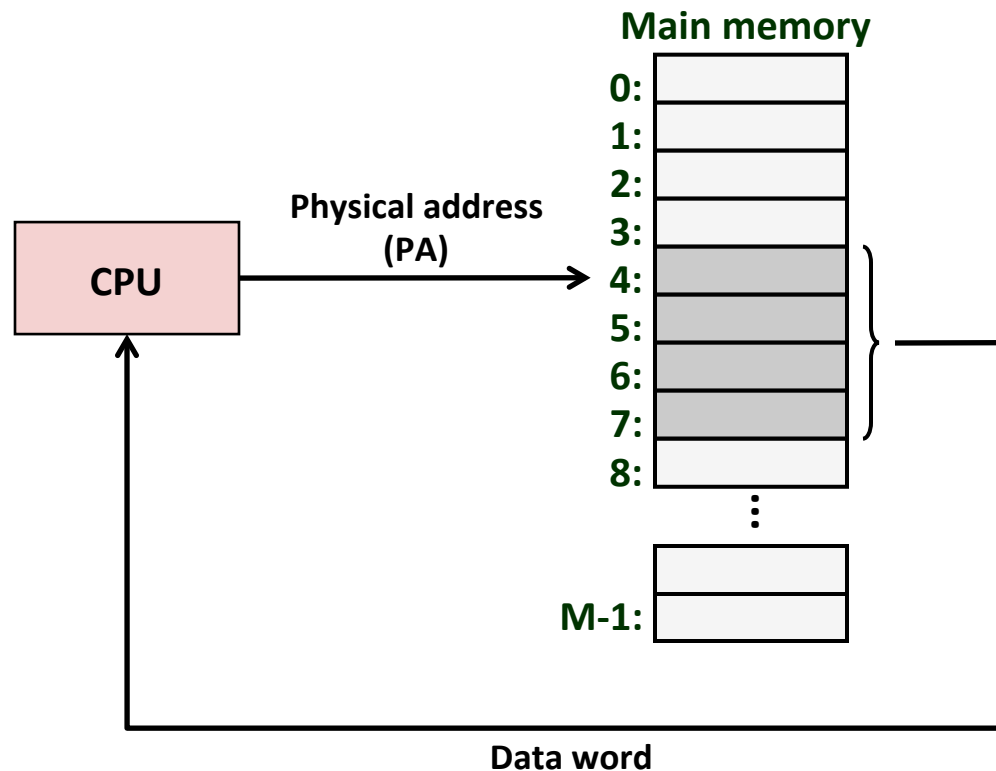 Main memory
0:
1:
2:
Physical address
(PA)
3:
CPU
4:
5:
6:
7:
8:
⋮
M-1:
Data word